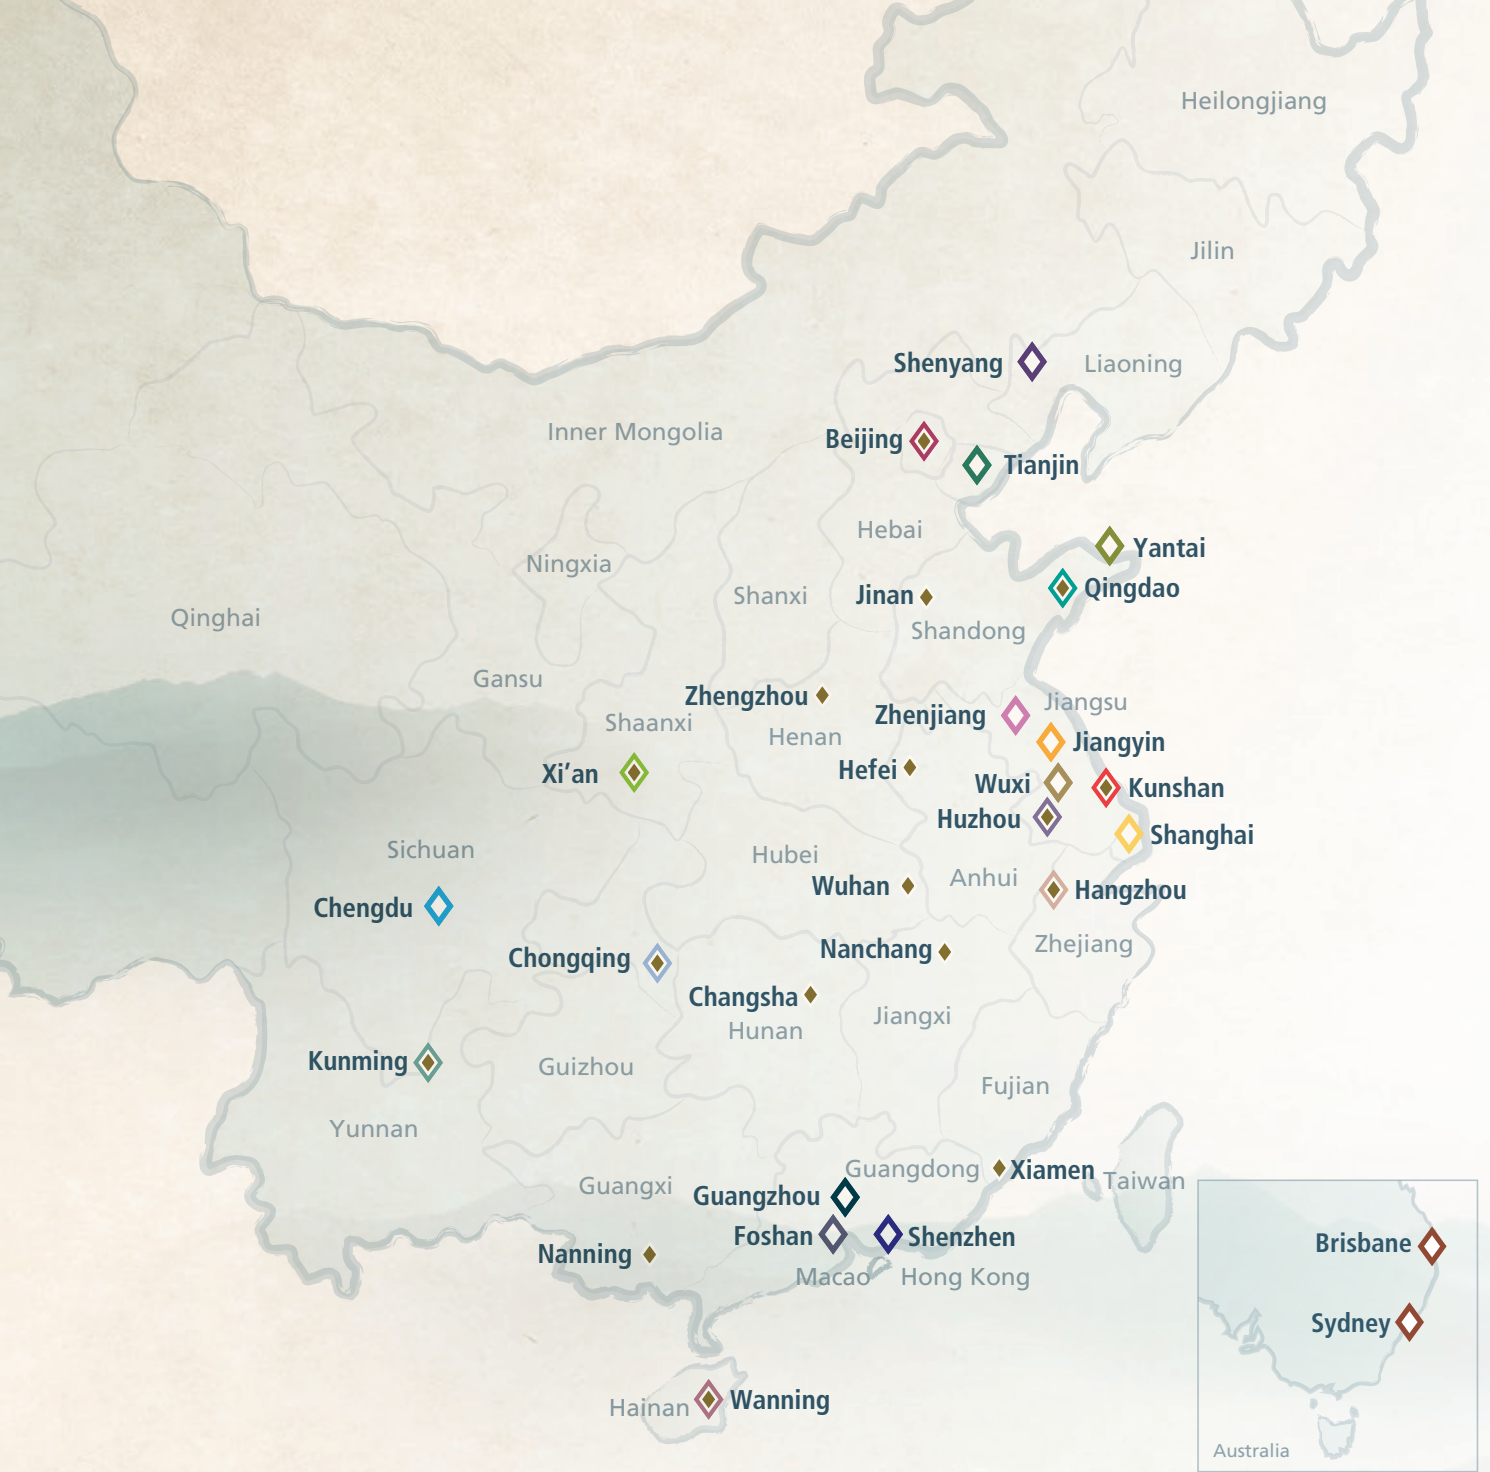 Heilongjiang
Jilin
Shenyang
Liaoning
Inner Mongolia
Beijing
Tianjin
Hebai
Yantai
Ningxia
Qingdao
Shanxi
Jinan
Qinghai
Shandong
Gansu
Zhengzhou
Jiangsu
Zhenjiang
Shaanxi
Henan
Jiangyin
Hefei
Xi’an
Wuxi
Kunshan
Huzhou
Shanghai
Sichuan
Hubei
Anhui
Wuhan
Hangzhou
Chengdu
Zhejiang
Nanchang
Chongqing
Changsha
Jiangxi
Hunan
Kunming
Guizhou
Fujian
Yunnan
Guangdong
Xiamen
Taiwan
Guangxi
Guangzhou
Foshan
Shenzhen
Nanning
Macao
Hong Kong
Brisbane
Sydney
Hainan
Wanning
Australia